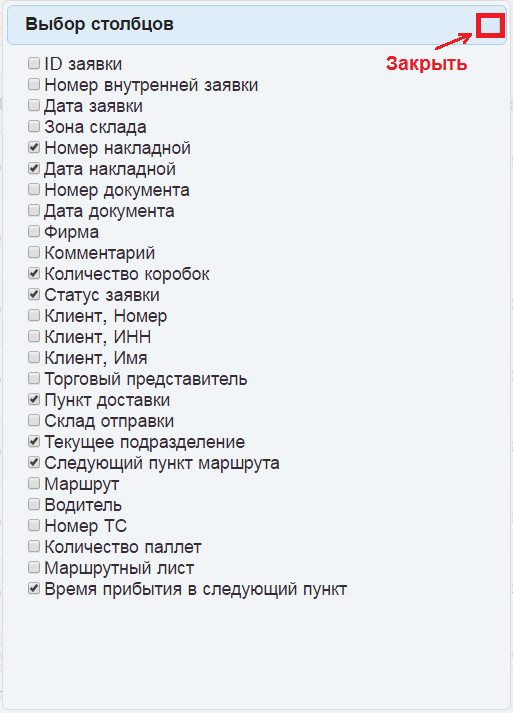 Выбор столбцов
Закрыть
ID заявки
Номер внутренней заявки
Дата заявки
Зона склада
Номер накладной
Дата накладной
Номер документа
Дата документа
Фирма
Комментарий
Количество коробок
Статус заявки
Клиент, Номер
Клиент, ИНН
Клиент, Имя
Торговый представитель
Пункт доставки
Склад отправки
Текущее подразделение
Следующий пункт маршрута
Маршрут
Водитель
Номер ТС
Количество паллет
Маршрутный лист
Время прибытия в следующий пункт